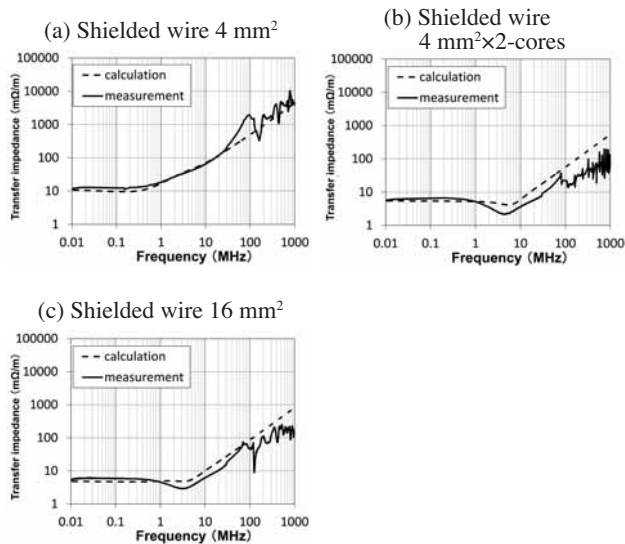 (a) Shielded wire 4 mm²
100000
10000
1000
100
10
1
Transfer impedance (mΩ/m)
calculation
measurement
0.01 0.1 1 10 100 1000
Frequency (MHz)
(b) Shielded wire
4 mm²×2-cores
100000
10000
1000
100
10
1
Transfer impedance (mΩ/m)
calculation
measurement
0.01 0.1 1 10 100 1000
Frequency (MHz)
(c) Shielded wire 16 mm²
100000
10000
1000
100
10
1
Transfer impedance (mΩ/m)
calculation
measurement
0.01 0.1 1 10 100 1000
Frequency (MHz)